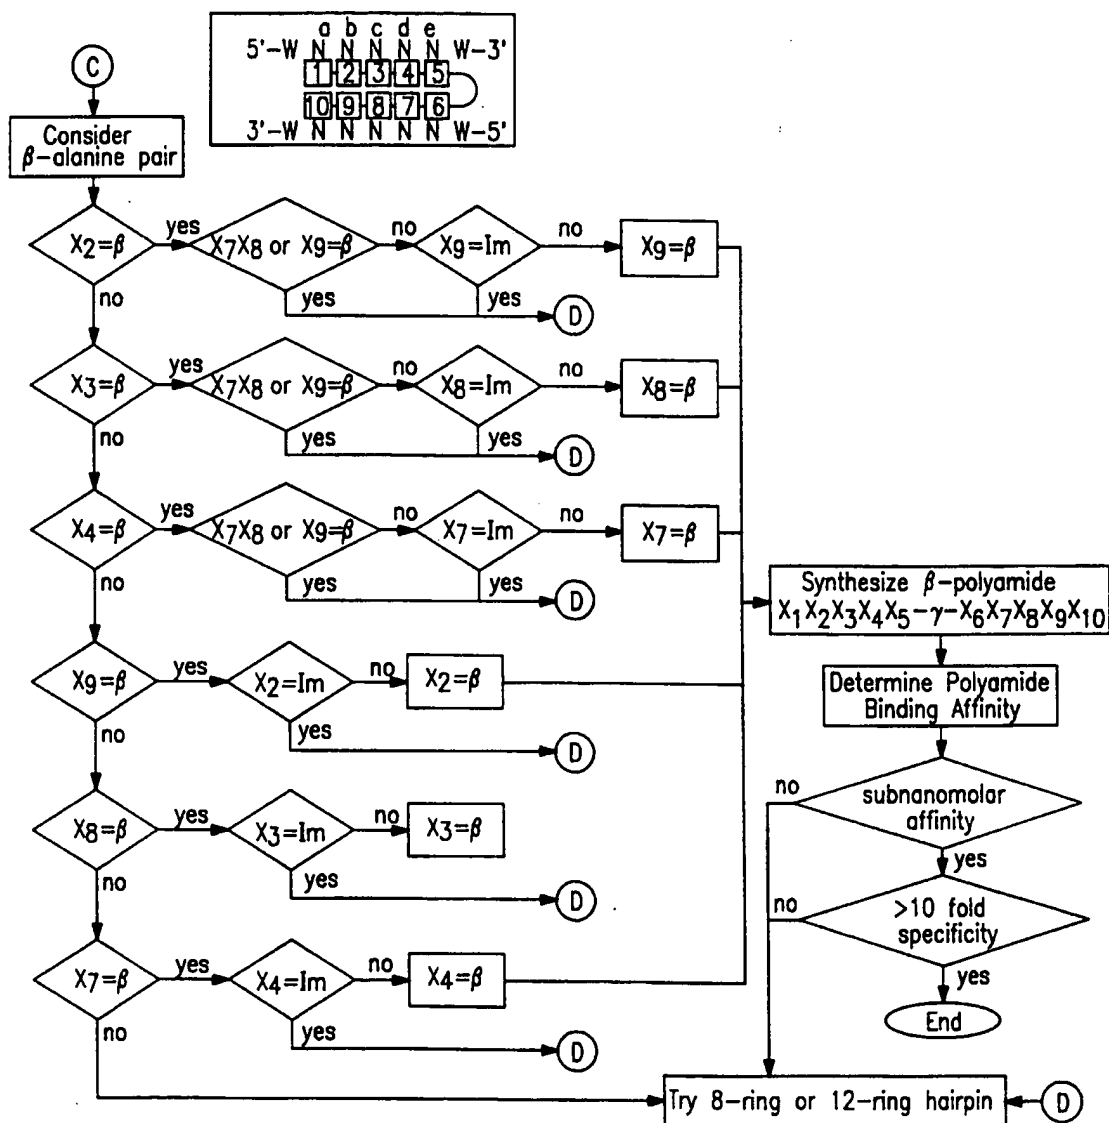 a b c d e
5'-W N N N N N W-3'
1 2 3 4 5
10 9 8 7 6
3'-W N N N N N W-5'
C
Consider
β-alanine pair
X2=β
yes
X7X8 or X9=β
no
X9=Im
no
X9=β
no
yes
yes
D
X3=β
yes
X7X8 or X9=β
no
X8=Im
no
X8=β
no
yes
yes
D
X4=β
yes
X7X8 or X9=β
no
X7=Im
no
X7=β
no
yes
yes
D
X9=β
yes
X2=Im
no
X2=β
no
yes
D
X8=β
yes
X3=Im
no
X3=β
no
yes
D
X7=β
yes
X4=Im
no
X4=β
no
yes
D
Synthesize β-polyamide
X1X2X3X4X5-γ-X6X7X8X9X10
Determine Polyamide
Binding Affinity
no
subnanomolar
affinity
yes
no
>10 fold
specificity
yes
End
Try 8-ring or 12-ring hairpin
D